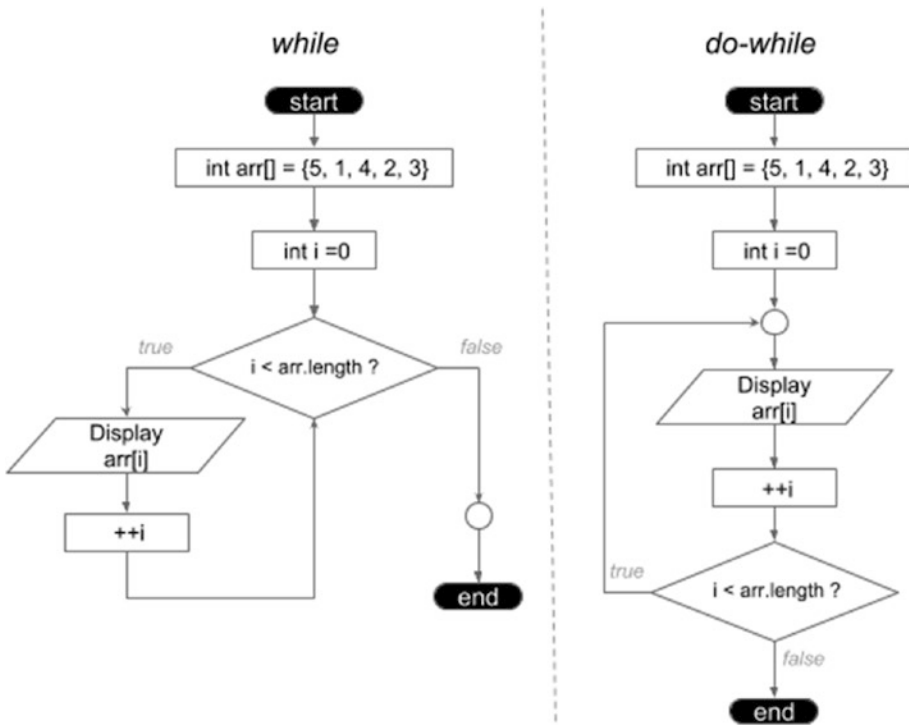 while
start
int arr[] = {5, 1, 4, 2, 3}
int i =0
i < arr.length ?
true
false
Display
arr[i]
++i
end
do-while
start
int arr[] = {5, 1, 4, 2, 3}
int i =0
Display
arr[i]
++i
i < arr.length ?
true
false
end